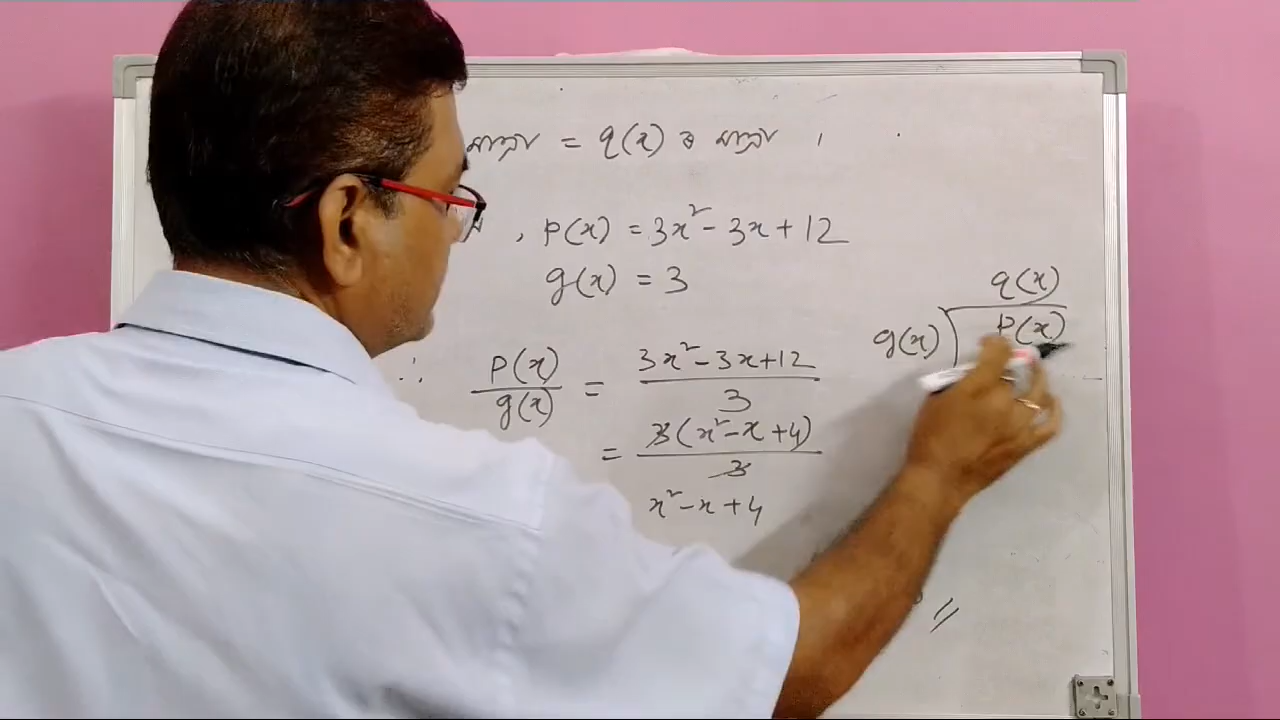 মাত্ৰা = q(x) ৰ মাত্ৰা ।
, p(x) = 3x² - 3x + 12
g(x) = 3
∴ p(x)/g(x) = (3x² - 3x + 12)/3
= 3(x² - x + 4)/3
x² - x + 4
q(x)
g(x) ) p(x)
//